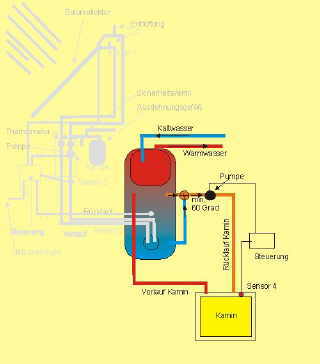 Solarkollektor
Entlüftung
Sicherheitsventil
Ausdehnungsgefäß
Kaltwasser
Thermometer
Pumpe
Warmwasser
Pumpe
min.
60 Grad
Rücklauf
Steuerung
Vorlauf
Rücklauf Kamin
Steuerung
Vorlauf Kamin
Sensor 4
Kamin